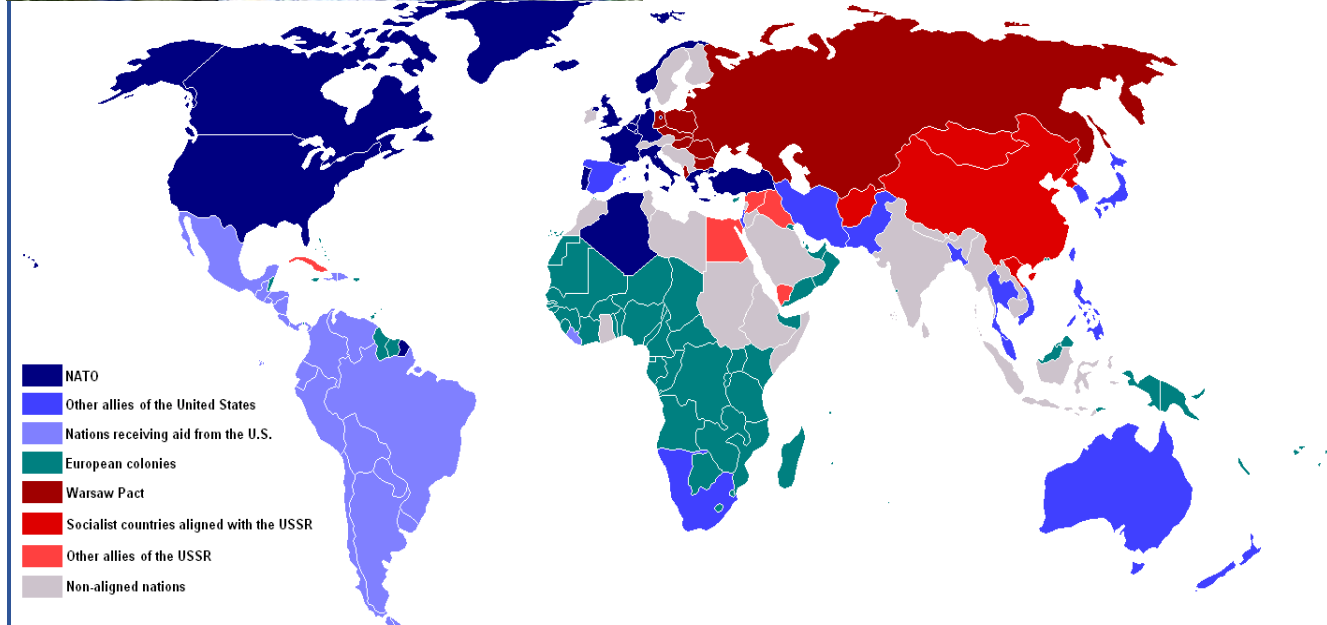 NATO
Other allies of the United States
Nations receiving aid from the U.S.
European colonies
Warsaw Pact
Socialist countries aligned with the USSR
Other allies of the USSR
Non-aligned nations